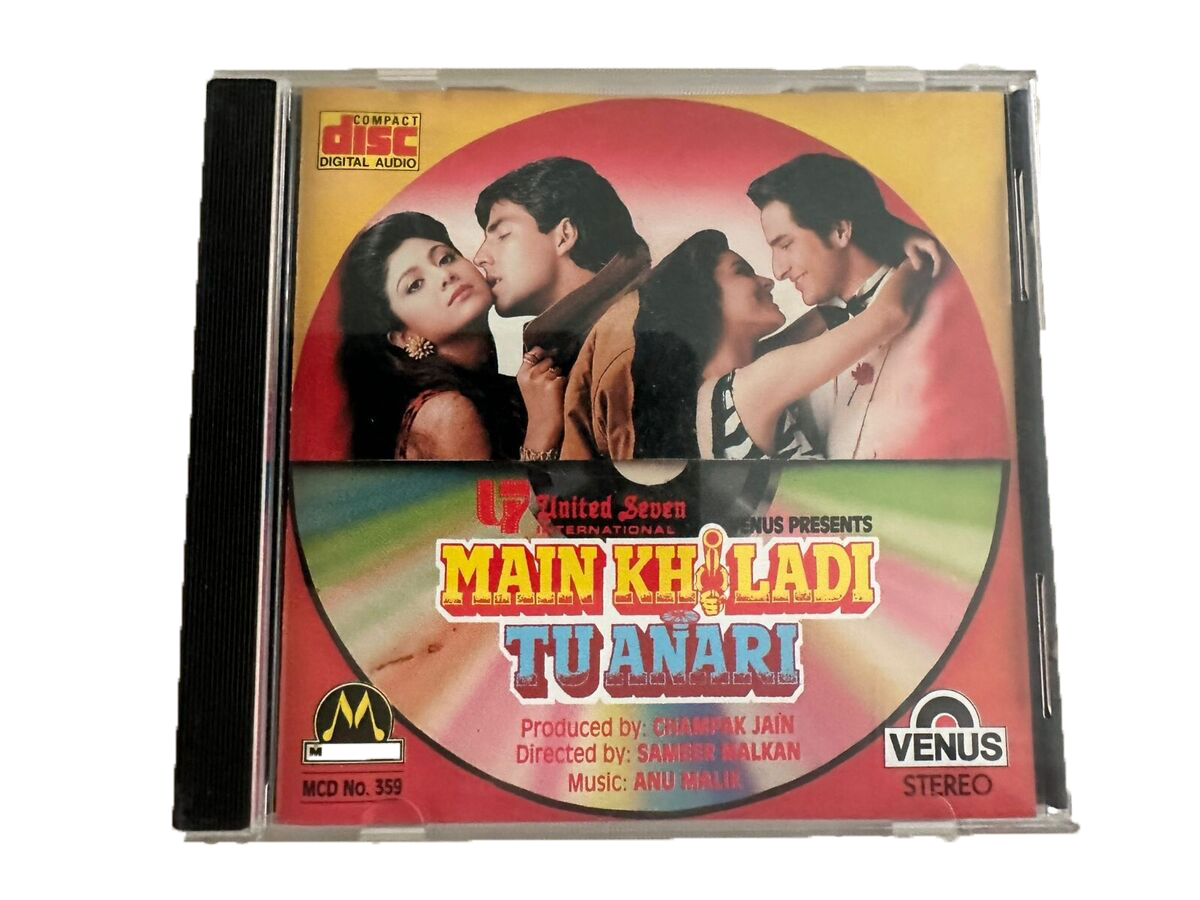 COMPACT
disc
DIGITAL AUDIO
U7 United Seven
INTERNATIONAL
VENUS PRESENTS
MAIN KHILADI
TU ANARI
Produced by: CHAMPAK JAIN
Directed by: SAMEER MALKAN
Music: ANU MALIK
M
MCD No. 359
VENUS
STEREO